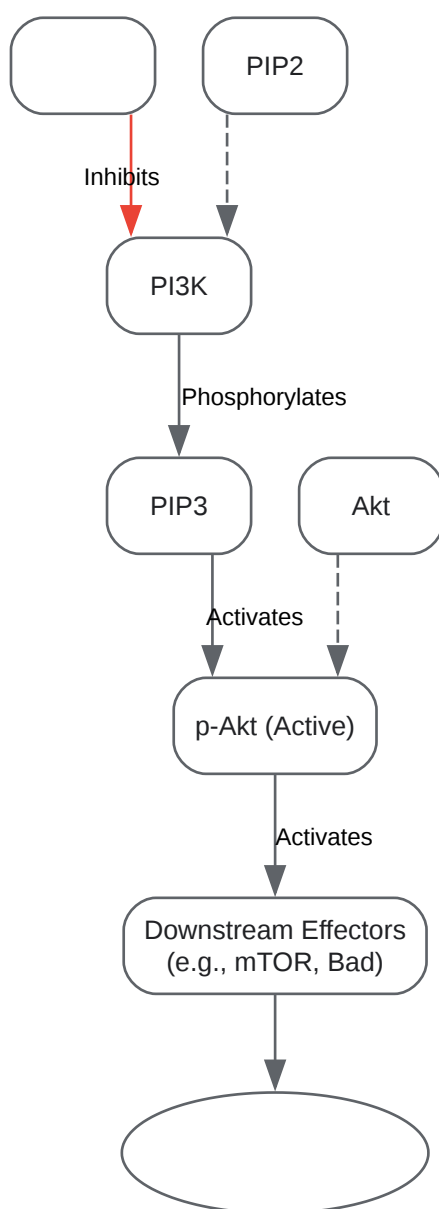 PIP2
Inhibits
PI3K
Phosphorylates
PIP3
Akt
Activates
p-Akt (Active)
Activates
Downstream Effectors
(e.g., mTOR, Bad)